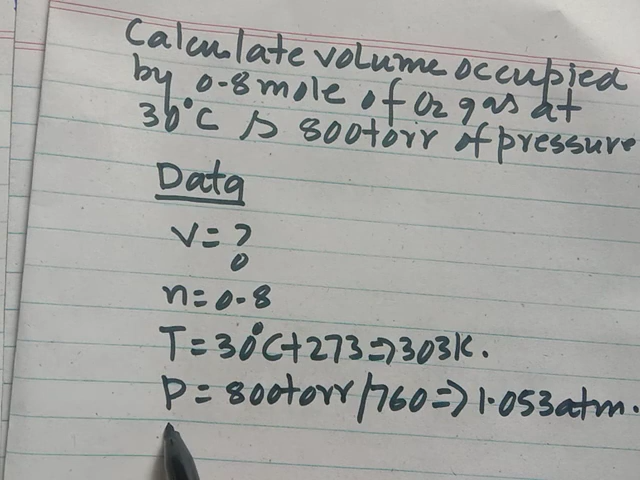 Calculate volume occupied
by 0.8 mole of O2 gas at
30°C & 800torr of pressure
Data
V=?
n=0.8
T=30°C+273⇒303K.
P=800torr/760⇒1.053atm.